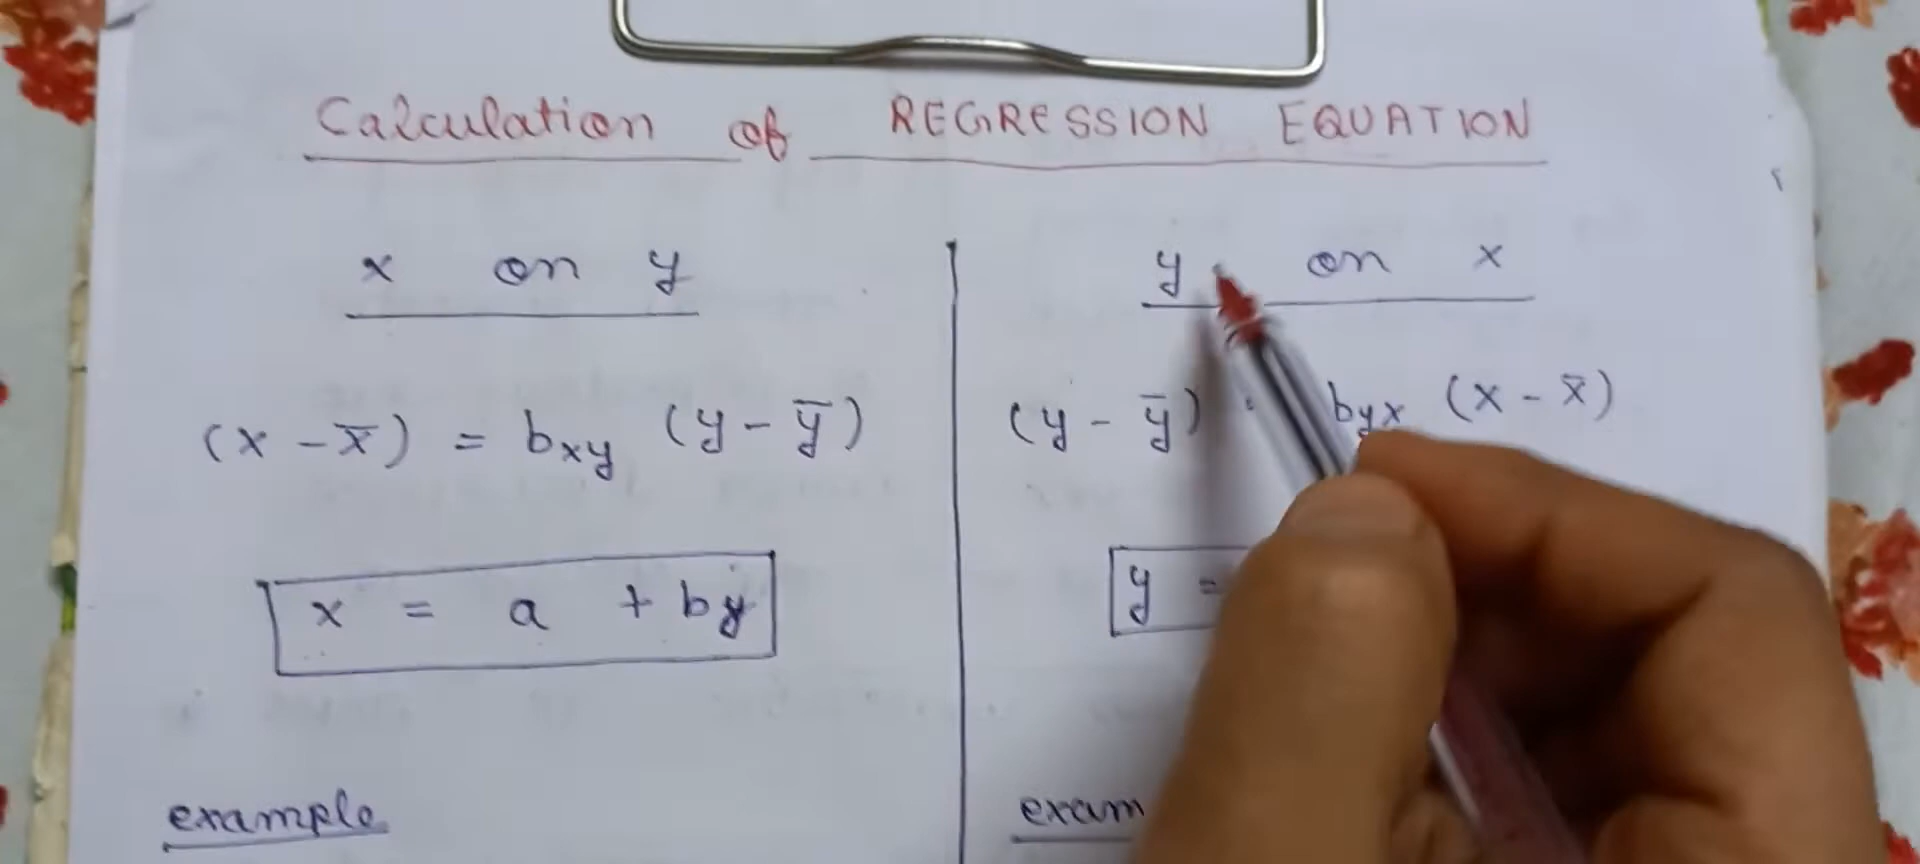 Calculation of REGRESSION EQUATION
x on y
(x - x̅) = bxy (y - y̅)
x = a + by
example
y on x
(y - y̅) byx (x - x̅)
y =
exam